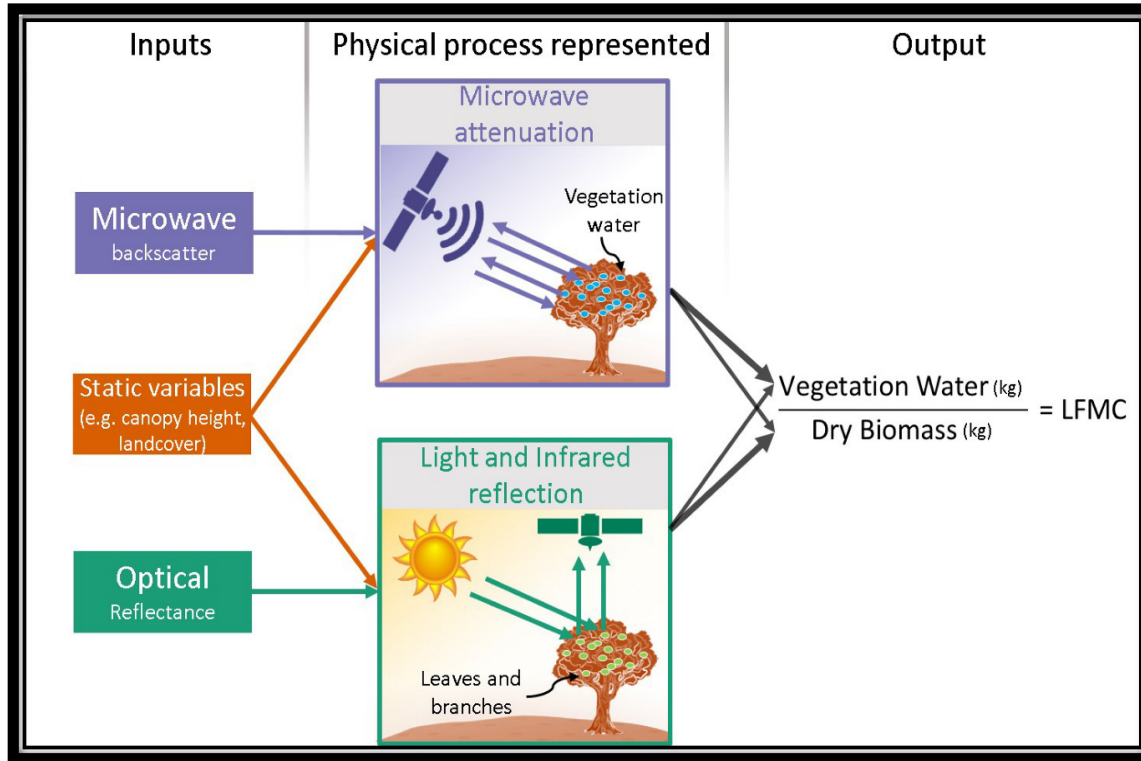 Inputs
Physical process represented
Output
Microwave
attenuation
Vegetation
water
Microwave
backscatter
Static variables
(e.g. canopy height,
landcover)
Vegetation Water (kg)
Dry Biomass (kg)
= LFMC
Light and Infrared
reflection
Optical
Reflectance
Leaves and
branches